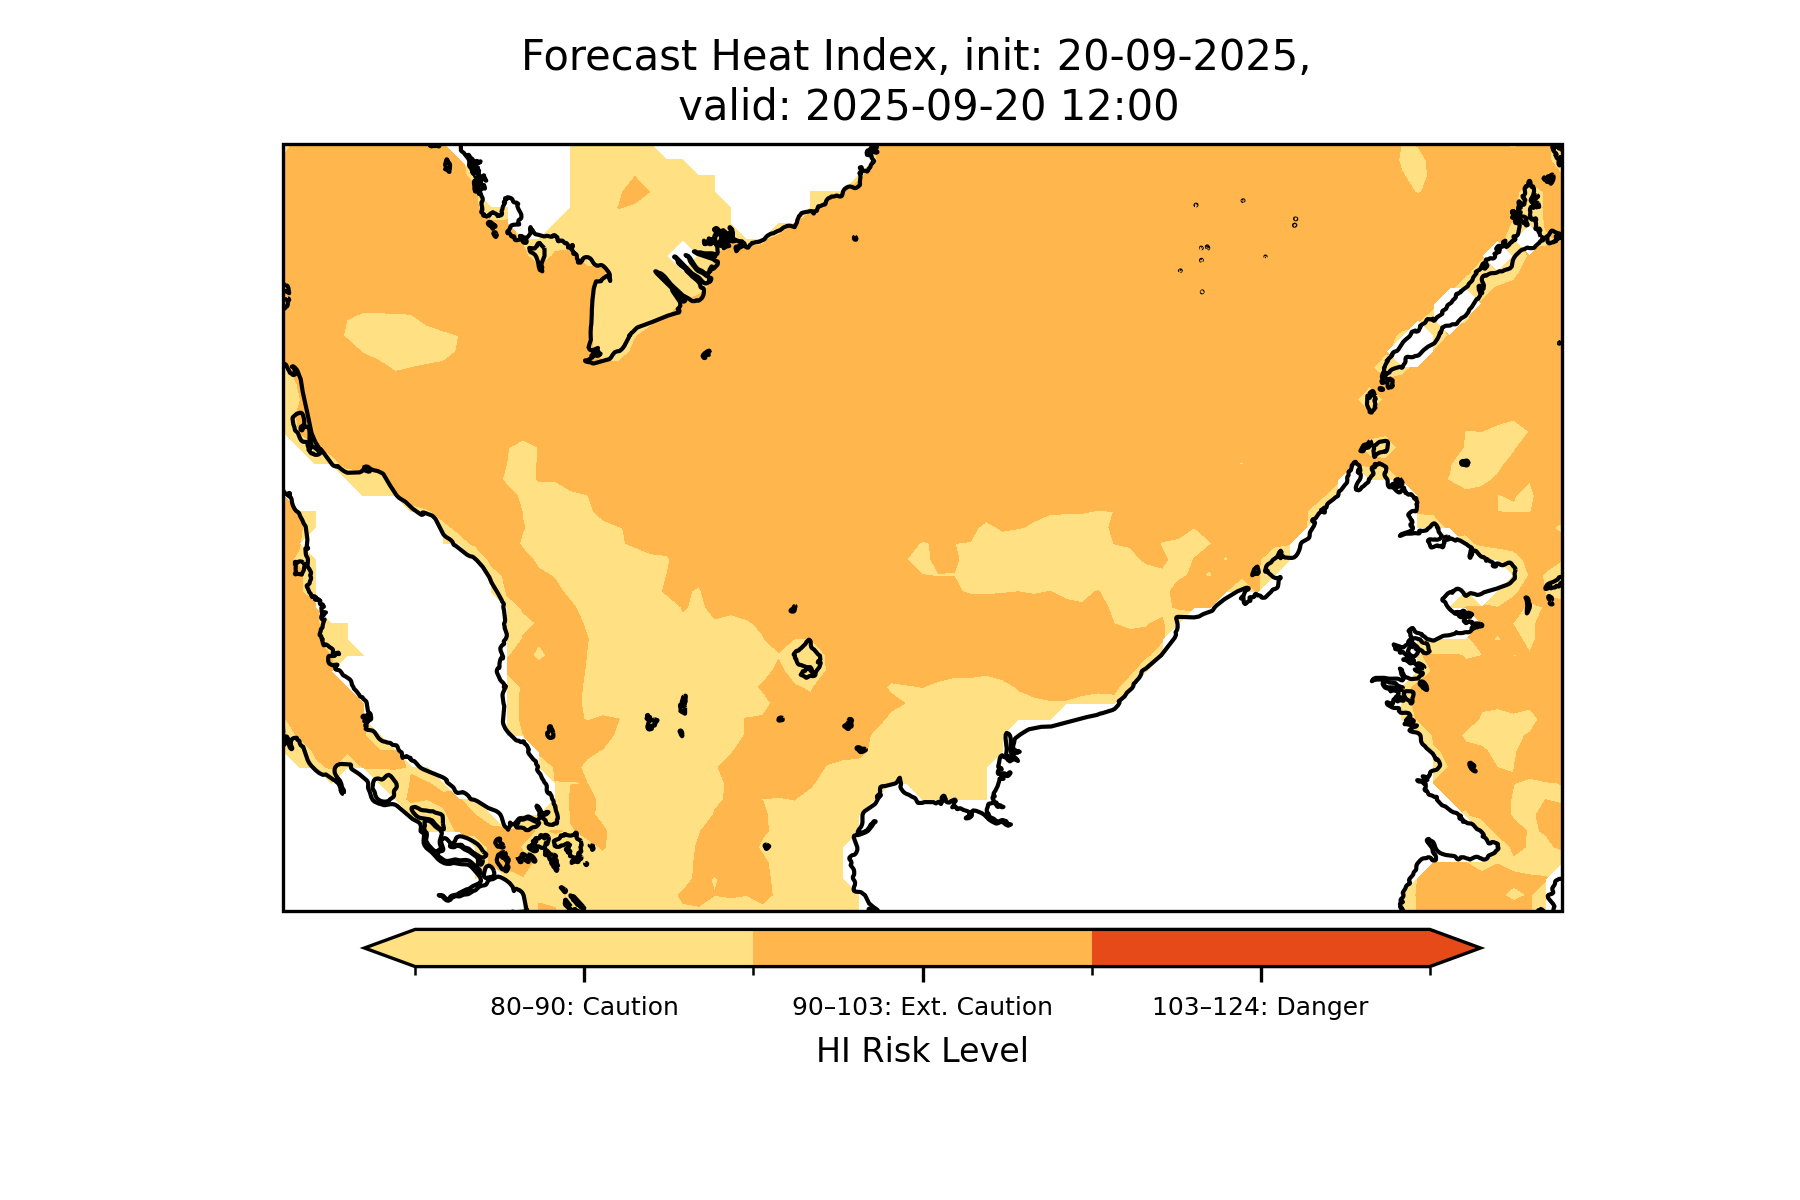 Forecast Heat Index, init: 20-09-2025,
valid: 2025-09-20 12:00
80–90: Caution
90–103: Ext. Caution
103–124: Danger
HI Risk Level